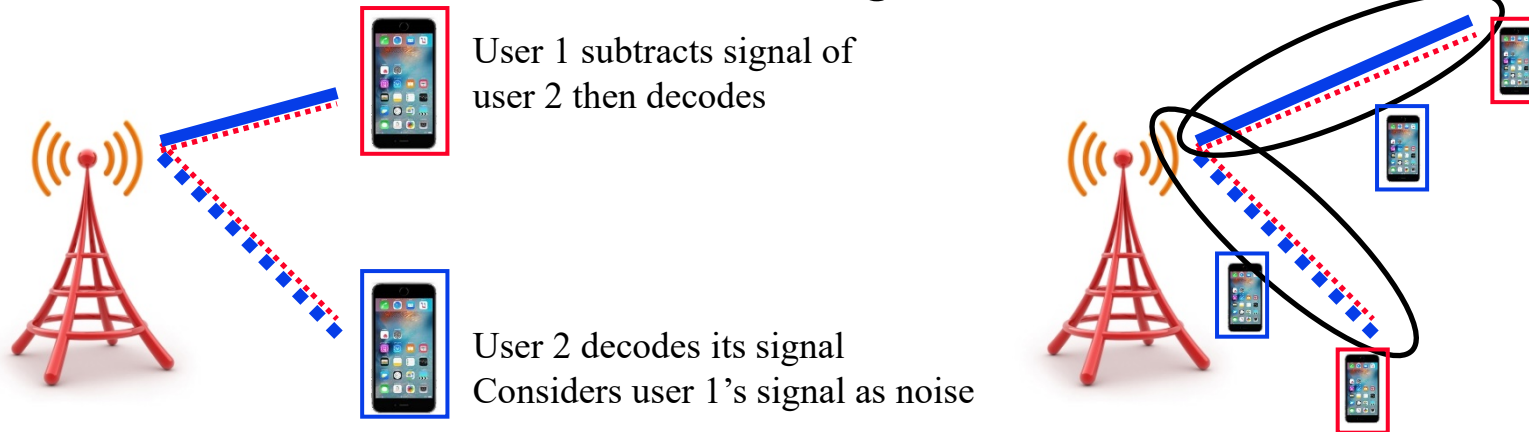 User 1 subtracts signal of
user 2 then decodes
User 2 decodes its signal
Considers user 1’s signal as noise